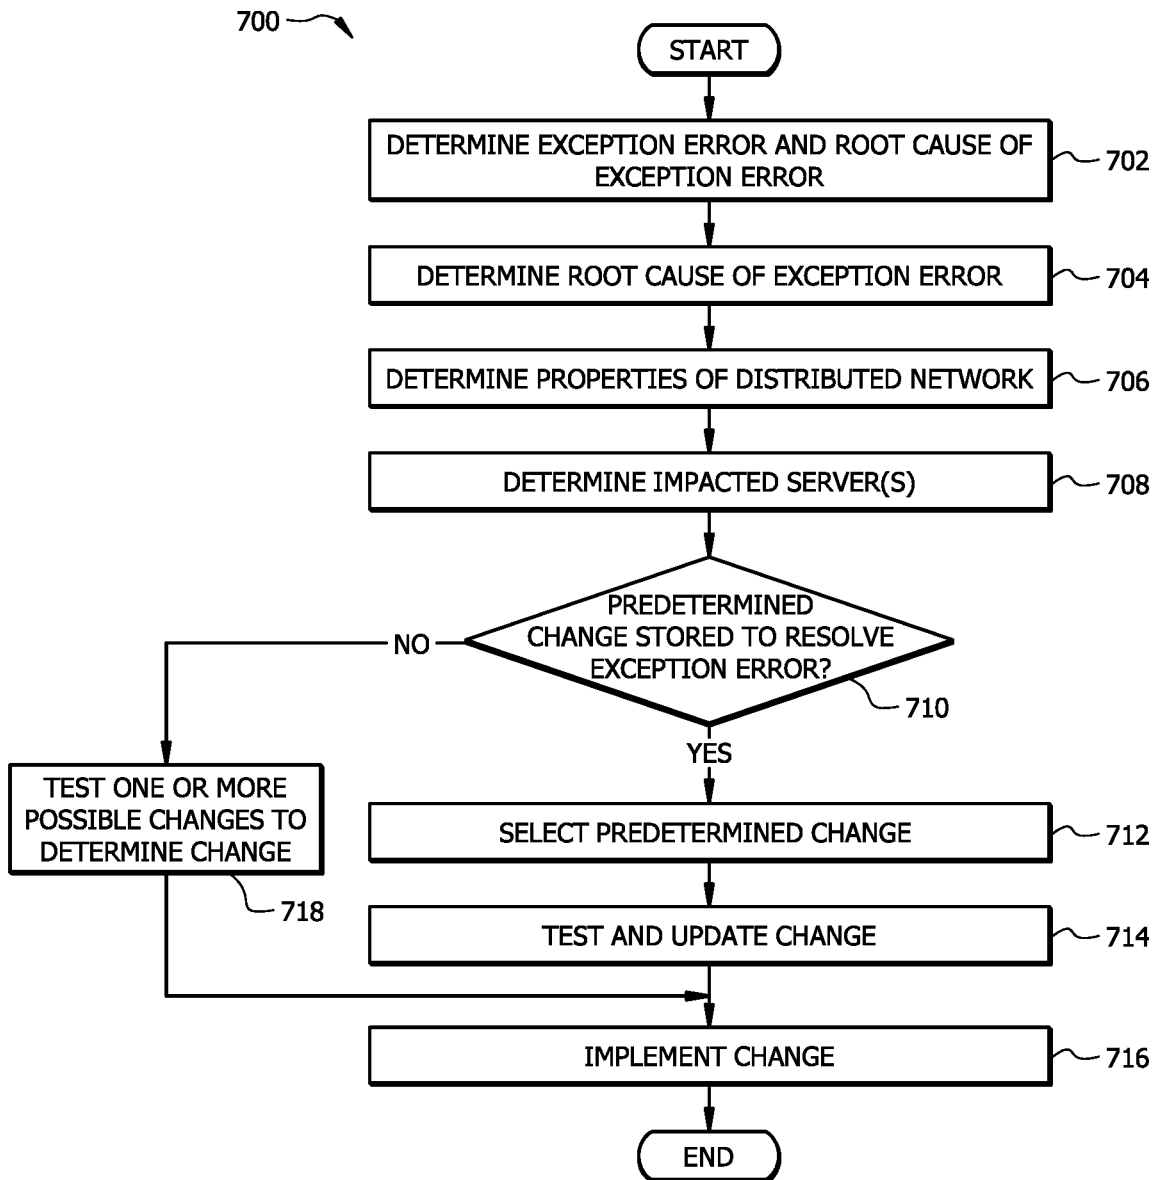 700
START
DETERMINE EXCEPTION ERROR AND ROOT CAUSE OF
EXCEPTION ERROR
702
DETERMINE ROOT CAUSE OF EXCEPTION ERROR
704
DETERMINE PROPERTIES OF DISTRIBUTED NETWORK
706
DETERMINE IMPACTED SERVER(S)
708
PREDETERMINED
CHANGE STORED TO RESOLVE
EXCEPTION ERROR?
710
NO
YES
TEST ONE OR MORE
POSSIBLE CHANGES TO
DETERMINE CHANGE
718
SELECT PREDETERMINED CHANGE
712
TEST AND UPDATE CHANGE
714
IMPLEMENT CHANGE
716
END